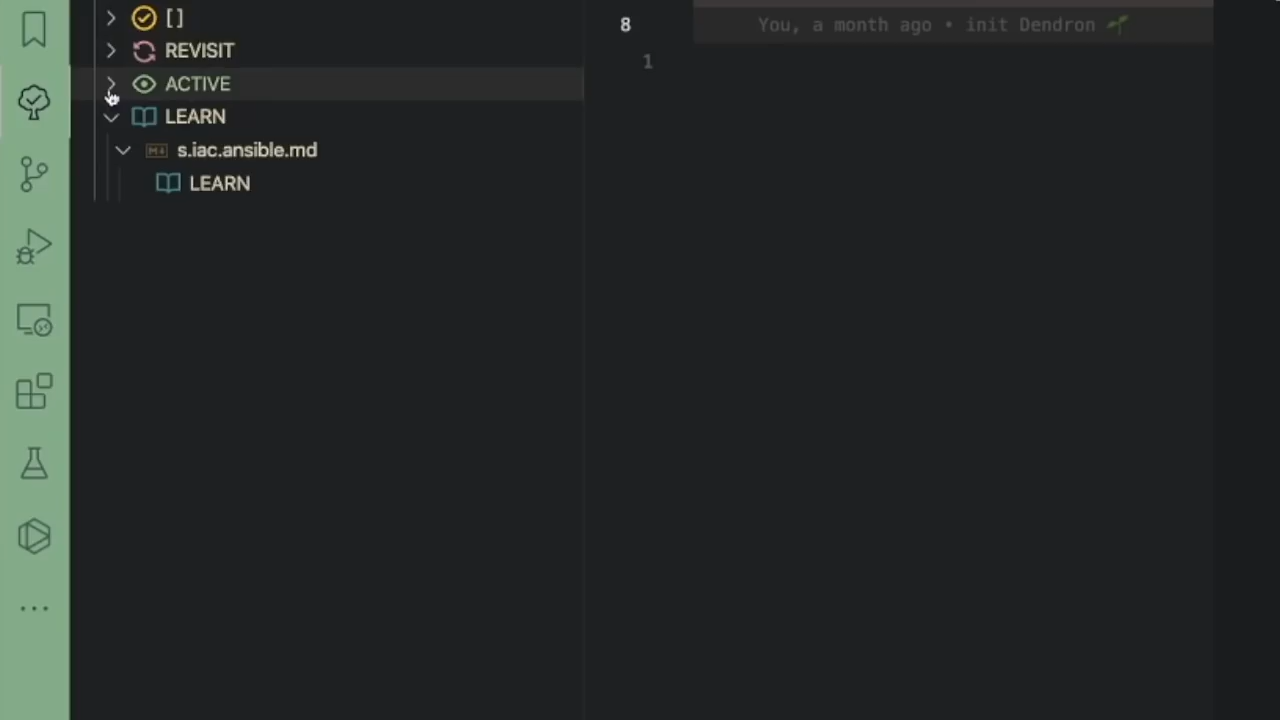 []
REVISIT
ACTIVE
LEARN
s.iac.ansible.md
LEARN
8 You, a month ago • init Dendron 🌱
1